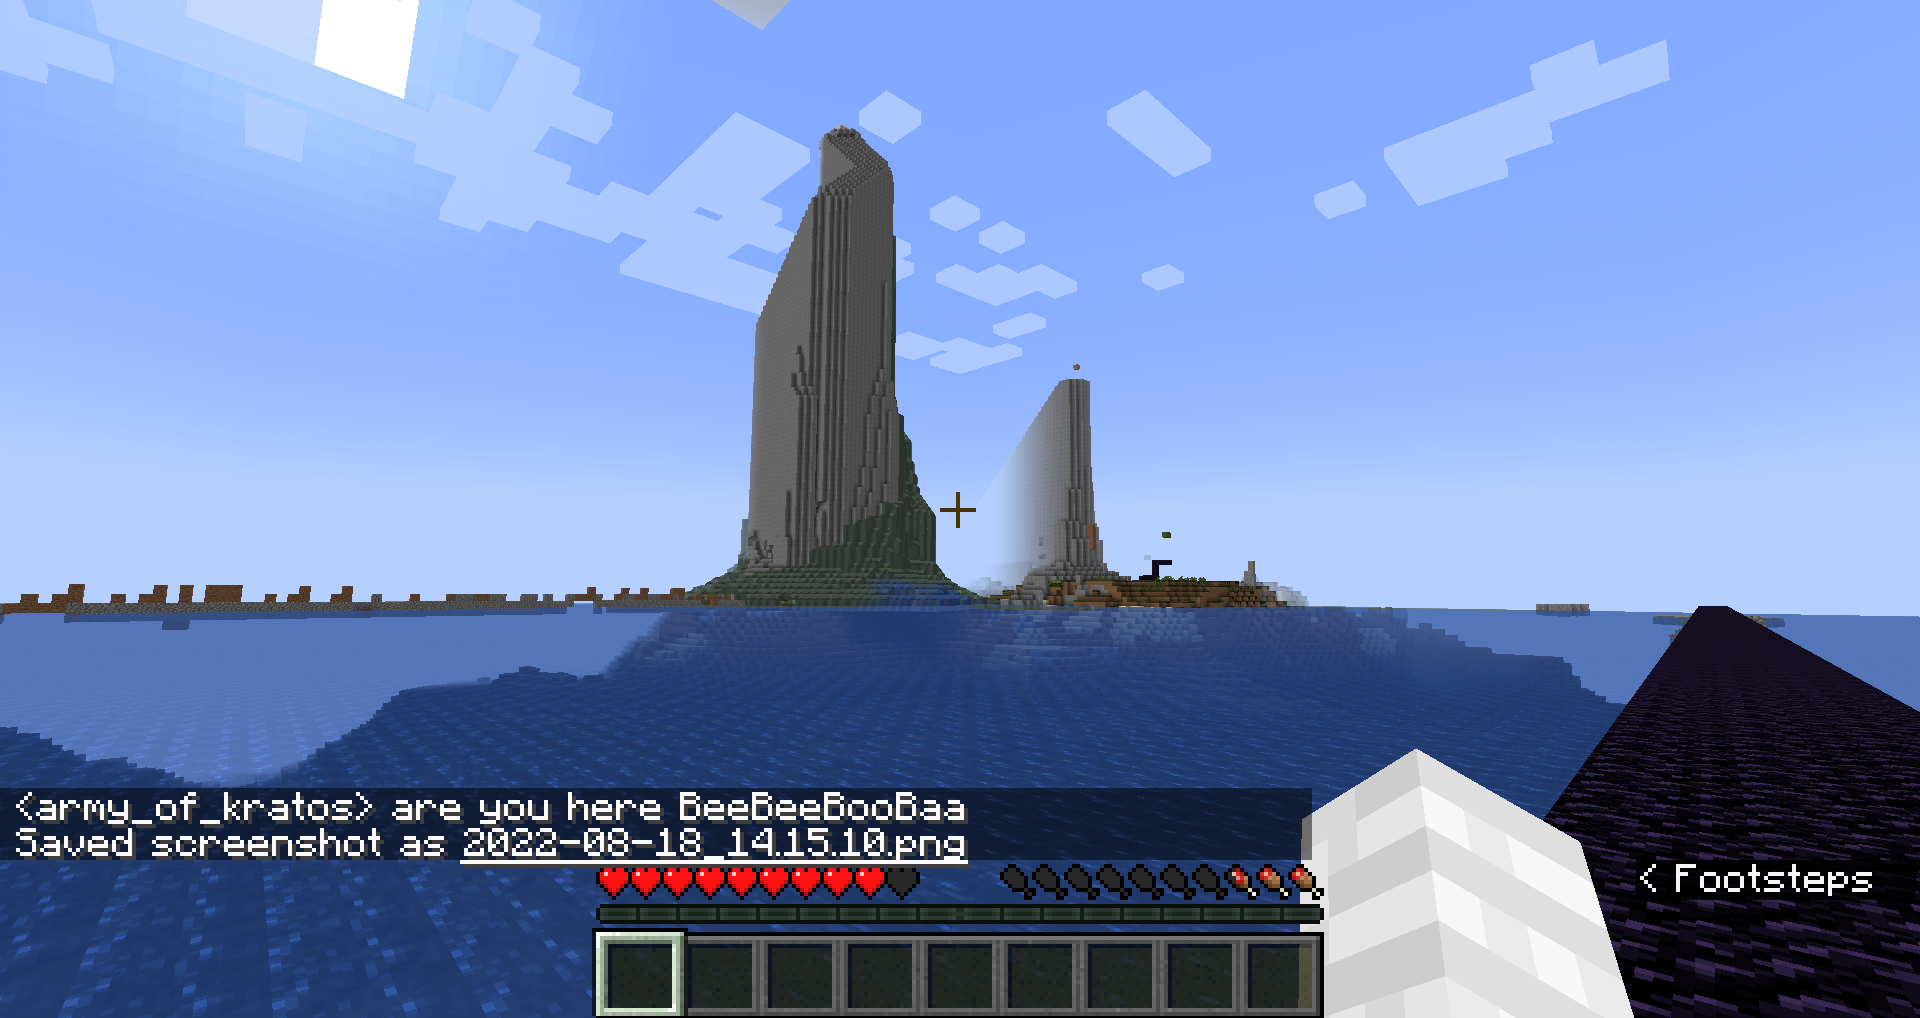 <army_of_kratos> are you here BeeBeeBooBaa
Saved screenshot as 2022-08-18_14.15.10.png
< Footsteps